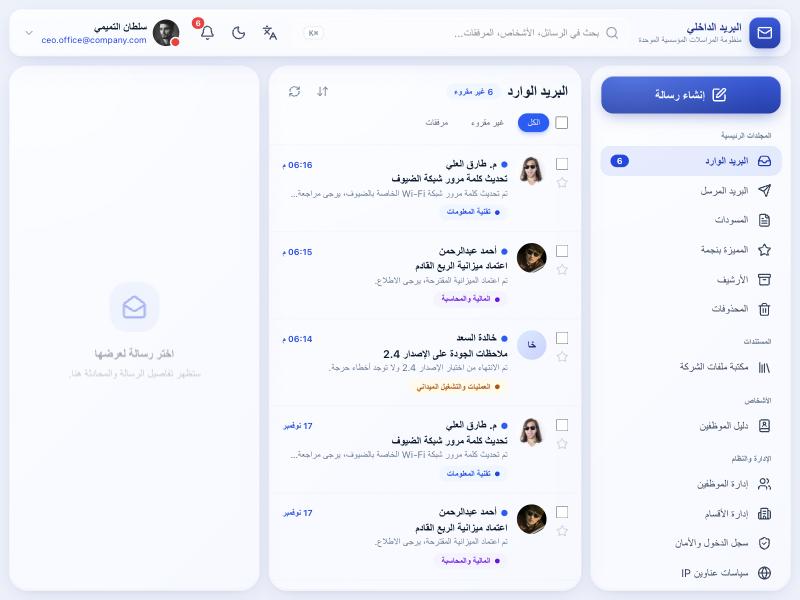 البريد الداخلي
منظومة المراسلات المؤسسية الموحدة
بحث في الرسائل، الأشخاص، المرفقات...
K⌘
6
سلطان التميمي
ceo.office@company.com
إنشاء رسالة
المجلدات الرئيسية
البريد الوارد
6
البريد المرسل
المسودات
المميزة بنجمة
الأرشيف
المحذوفات
المستندات
مكتبة ملفات الشركة
الأشخاص
دليل الموظفين
الإدارة والنظام
إدارة الموظفين
إدارة الأقسام
سجل الدخول والأمان
سياسات عناوين IP
البريد الوارد
6 غير مقروء
الكل
غير مقروء
مرفقات
م. طارق العلي
06:16 م
تحديث كلمة مرور شبكة الضيوف
تم تحديث كلمة مرور شبكة Wi-Fi الخاصة بالضيوف، يرجى مراجعة...
تقنية المعلومات
أحمد عبدالرحمن
06:15 م
اعتماد ميزانية الربع القادم
تم اعتماد الميزانية المقترحة، يرجى الاطلاع.
المالية والمحاسبة
خا
خالدة السعد
06:14 م
ملاحظات الجودة على الإصدار 2.4
تم الانتهاء من اختبار الإصدار 2.4 ولا توجد أخطاء حرجة.
العمليات والتشغيل الميداني
م. طارق العلي
17 نوفمبر
تحديث كلمة مرور شبكة الضيوف
تم تحديث كلمة مرور شبكة Wi-Fi الخاصة بالضيوف، يرجى مراجعة...
تقنية المعلومات
أحمد عبدالرحمن
17 نوفمبر
اعتماد ميزانية الربع القادم
تم اعتماد الميزانية المقترحة، يرجى الاطلاع.
المالية والمحاسبة
اختر رسالة لعرضها
ستظهر تفاصيل الرسالة والمحادثة هنا.